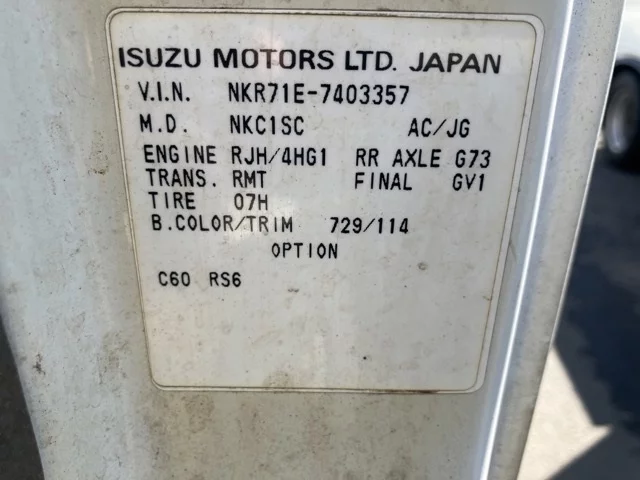 ISUZU MOTORS LTD. JAPAN
V.I.N. NKR71E-7403357
M.D. NKC1SC AC/JG
ENGINE RJH/4HG1 RR AXLE G73
TRANS. RMT FINAL GV1
TIRE 07H
B.COLOR/TRIM 729/114
OPTION
C60 RS6